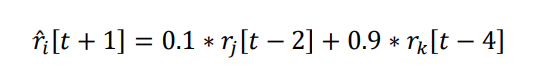 r̂ᵢ[t + 1] = 0.1 ∗ rⱼ[t − 2] + 0.9 ∗ rₖ[t − 4]